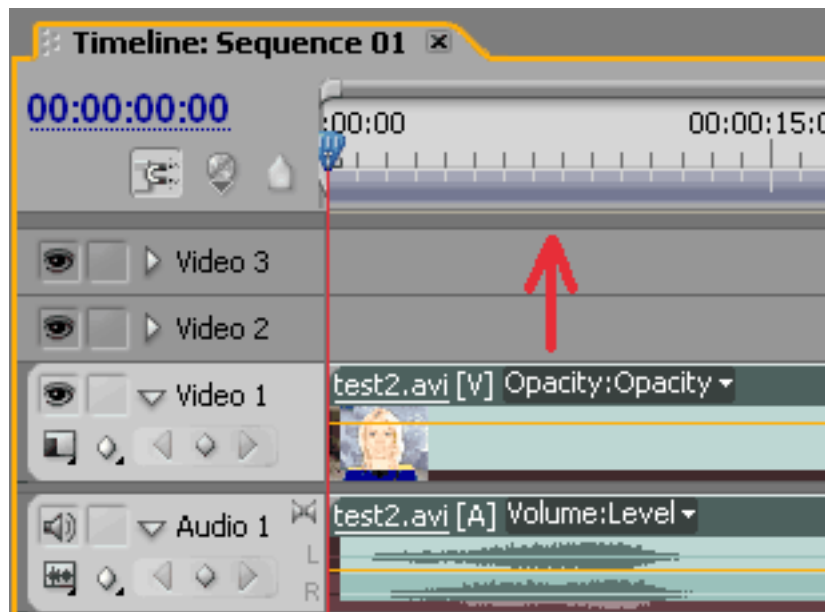 Timeline: Sequence 01
00:00:00:00
:00:00 00:00:15:0
Video 3
Video 2
Video 1
test2.avi [V] Opacity:Opacity
Audio 1
test2.avi [A] Volume:Level
L
R